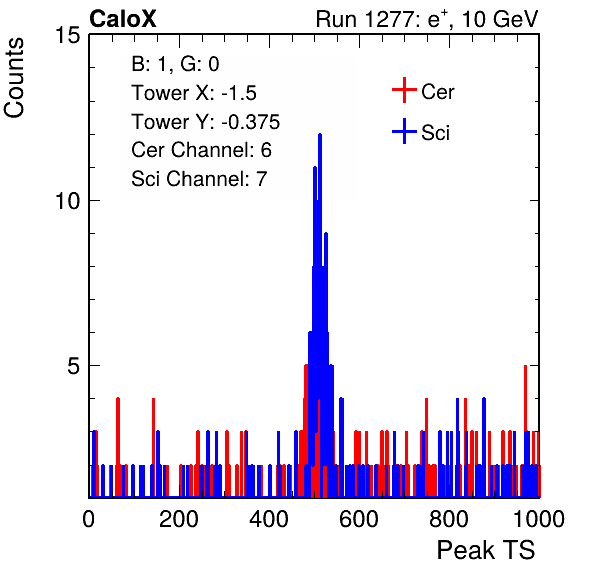 CaloX Run 1277: e+, 10 GeV
15
Counts
B: 1, G: 0
Tower X: -1.5
Tower Y: -0.375
Cer Channel: 6
Sci Channel: 7
Cer
Sci
10
5
0 200 400 600 800 1000
Peak TS